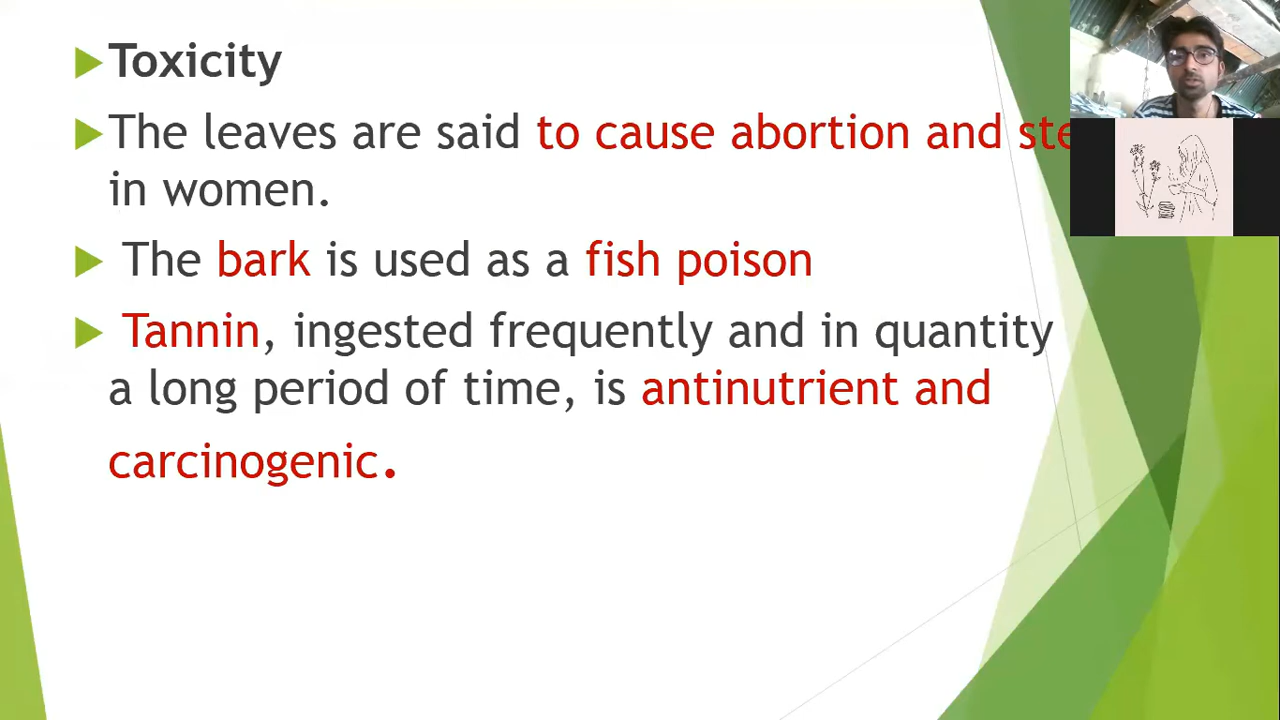 Toxicity
The leaves are said to cause abortion and
in women.
The bark is used as a fish poison
Tannin, ingested frequently and in quantity
a long period of time, is antinutrient and
carcinogenic.